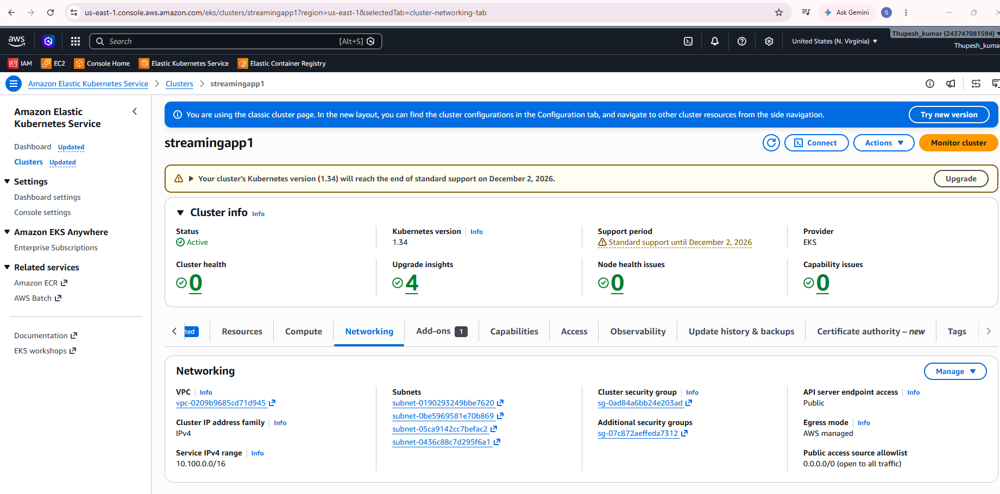 us-east-1.console.aws.amazon.com/eks/clusters/streamingapp1?region=us-east-1&selectedTab=cluster-networking-tab
Ask Gemini
S
aws
Search
[Alt+S]
United States (N. Virginia)
Thupesh_kumar (243747081594)
Thupesh_kuma
IAM
EC2
Console Home
Elastic Kubernetes Service
Elastic Container Registry
Amazon Elastic Kubernetes Service
Clusters
streamingapp1
Amazon Elastic
Kubernetes Service
Dashboard Updated
Clusters Updated
Settings
Dashboard settings
Console settings
Amazon EKS Anywhere
Enterprise Subscriptions
Related services
Amazon ECR
AWS Batch
Documentation
EKS workshops
You are using the classic cluster page. In the new layout, you can find the cluster configurations in the Configuration tab, and navigate to other cluster resources from the side navigation.
Try new version
streamingapp1
Connect
Actions
Monitor cluster
Your cluster's Kubernetes version (1.34) will reach the end of standard support on December 2, 2026.
Upgrade
Cluster info Info
Status
Active
Kubernetes version Info
1.34
Support period
Standard support until December 2, 2026
Provider
EKS
Cluster health
0
Upgrade insights
4
Node health issues
0
Capability issues
0
ted
Resources
Compute
Networking
Add-ons 1
Capabilities
Access
Observability
Update history & backups
Certificate authority – new
Tags
Networking
Manage
VPC Info
vpc-0209b9685cd71d945
Cluster IP address family Info
IPv4
Service IPv4 range Info
10.100.0.0/16
Subnets
subnet-0190293249bbe7620
subnet-0be5969581e70b869
subnet-05ca9142cc7befac2
subnet-0436c88c7d295f6a1
Cluster security group Info
sg-0ad84a6bb24e203ad
Additional security groups
sg-07c872aeffeda7312
API server endpoint access Info
Public
Egress mode Info
AWS managed
Public access source allowlist
0.0.0.0/0 (open to all traffic)